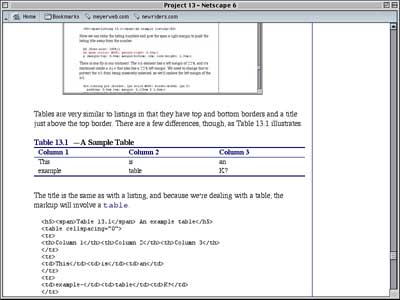 Project 13 - Netscape 6
Home Bookmarks meyerweb.com newriders.com
Tables are very similar to listings in that they have top and bottom borders and a title
just above the top border. There are a few differences, though, as Table 13.1 illustrates.
Table 13.1 —A Sample Table
Column 1 Column 2 Column 3
This is an
example table K?
The title is the same as with a listing, and because we're dealing with a table, the
markup will involve a table.
<h5><span>Table 13.1</span> An example table</h5>
<table cellspacing="0">
<tr>
<th>Column 1</th><th>Column 2</th><th>Column 3</th>
</tr>
<tr>
<td>This</td><td>is</td><td>an</td>
</tr>
<tr>
<td>example</td><td>table</td><td>K?</td>
</tr>